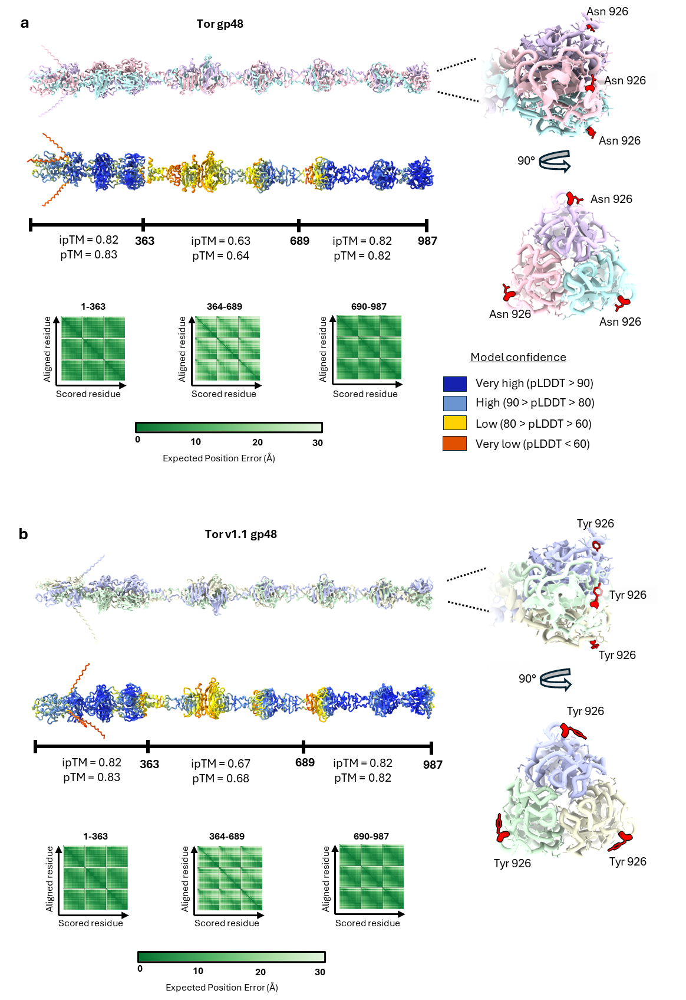 a
Tor gp48
Asn 926
Asn 926
Asn 926
90°
Asn 926
Asn 926
Asn 926
363
689
987
ipTM = 0.82
pTM = 0.83
ipTM = 0.63
pTM = 0.64
ipTM = 0.82
pTM = 0.82
1-363
Aligned residue
Scored residue
364-689
Aligned residue
Scored residue
690-987
Aligned residue
Scored residue
0
10
20
30
Expected Position Error (Å)
Model confidence
Very high (pLDDT > 90)
High (90 > pLDDT > 80)
Low (80 > pLDDT > 60)
Very low (pLDDT < 60)
b
Tor v1.1 gp48
Tyr 926
Tyr 926
Tyr 926
90°
Tyr 926
Tyr 926
Tyr 926
363
689
987
ipTM = 0.82
pTM = 0.83
ipTM = 0.67
pTM = 0.68
ipTM = 0.82
pTM = 0.82
1-363
Aligned residue
Scored residue
364-689
Aligned residue
Scored residue
690-987
Aligned residue
Scored residue
0
10
20
30
Expected Position Error (Å)